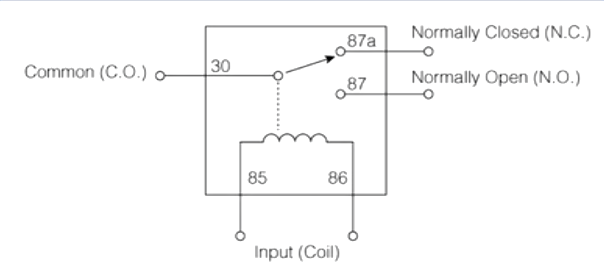 Normally Closed (N.C.)
87a
Common (C.O.)
30
Normally Open (N.O.)
87
85
86
Input (Coil)